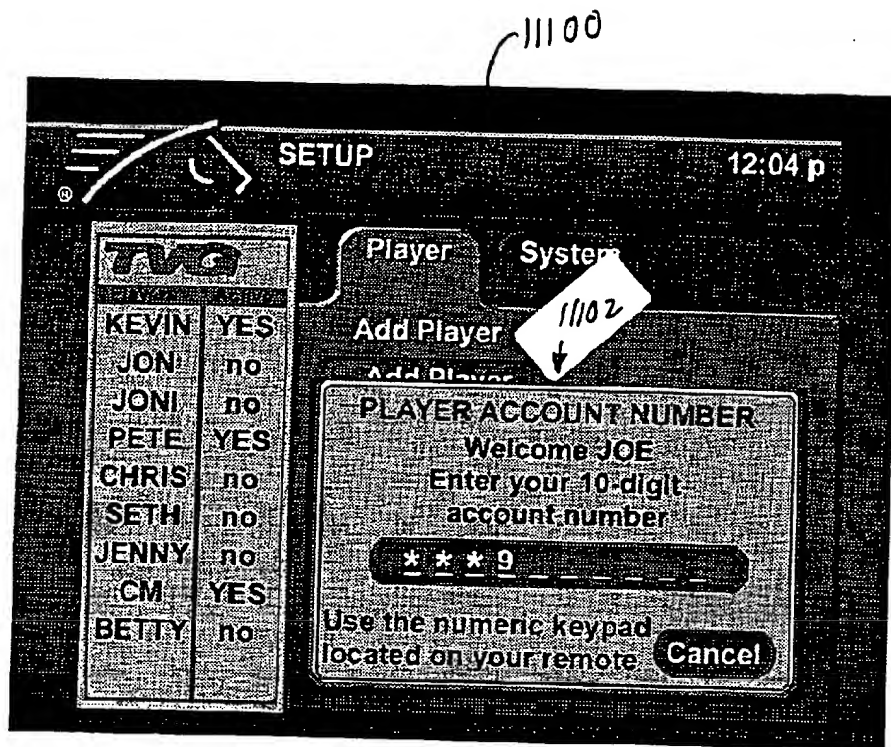 11100
SETUP
12:04 p
®
TVG
Player
System
11102
KEVIN YES
JON no
JONI no
PETE YES
CHRIS no
SETH no
JENNY no
CM YES
BETTY no
Add Player
Add Player
PLAYER ACCOUNT NUMBER
Welcome JOE
Enter your 10-digit
account number
* * * 9 _ _ _ _ _ _
Use the numeric keypad
located on your remote
Cancel